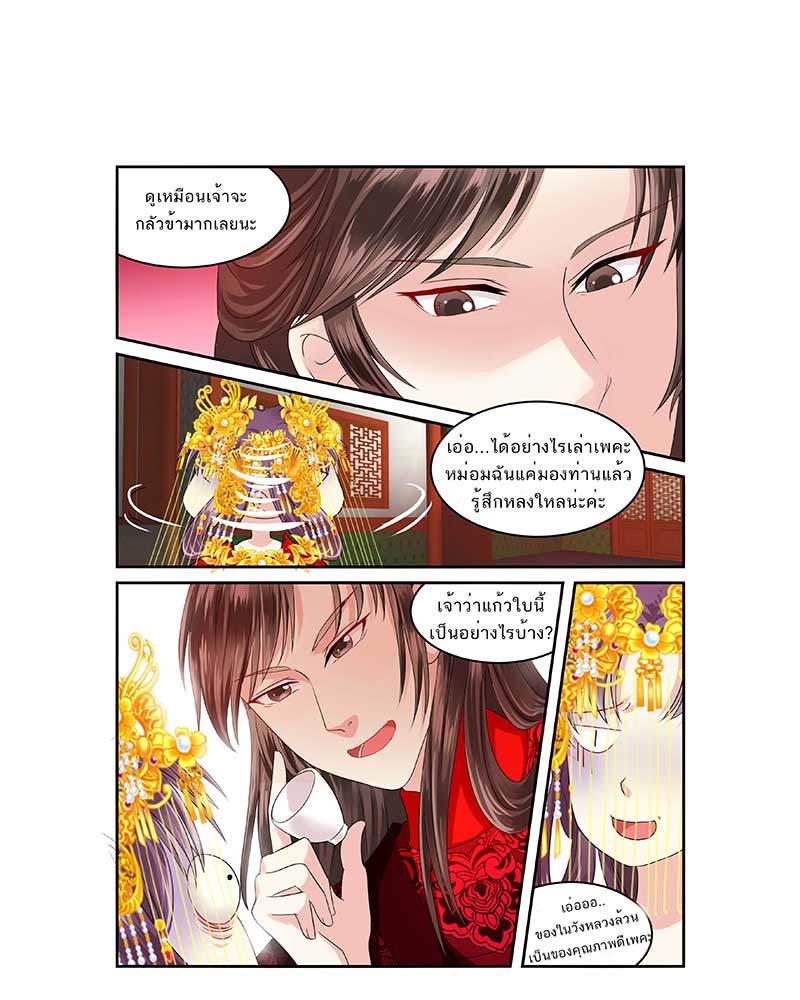 ดูเหมือนเจ้าจะ
กลัวข้ามากเลยนะ
เอ่อ...ได้อย่างไรเล่าเพคะ
หม่อมฉันแค่มองท่านแล้ว
รู้สึกหลงใหลน่ะค่ะ
เจ้าว่าแก้วใบนี้
เป็นอย่างไรบ้าง?
เอ่อออ..
ของในวังหลวงล้วน
เป็นของคุณภาพดีเพคะ